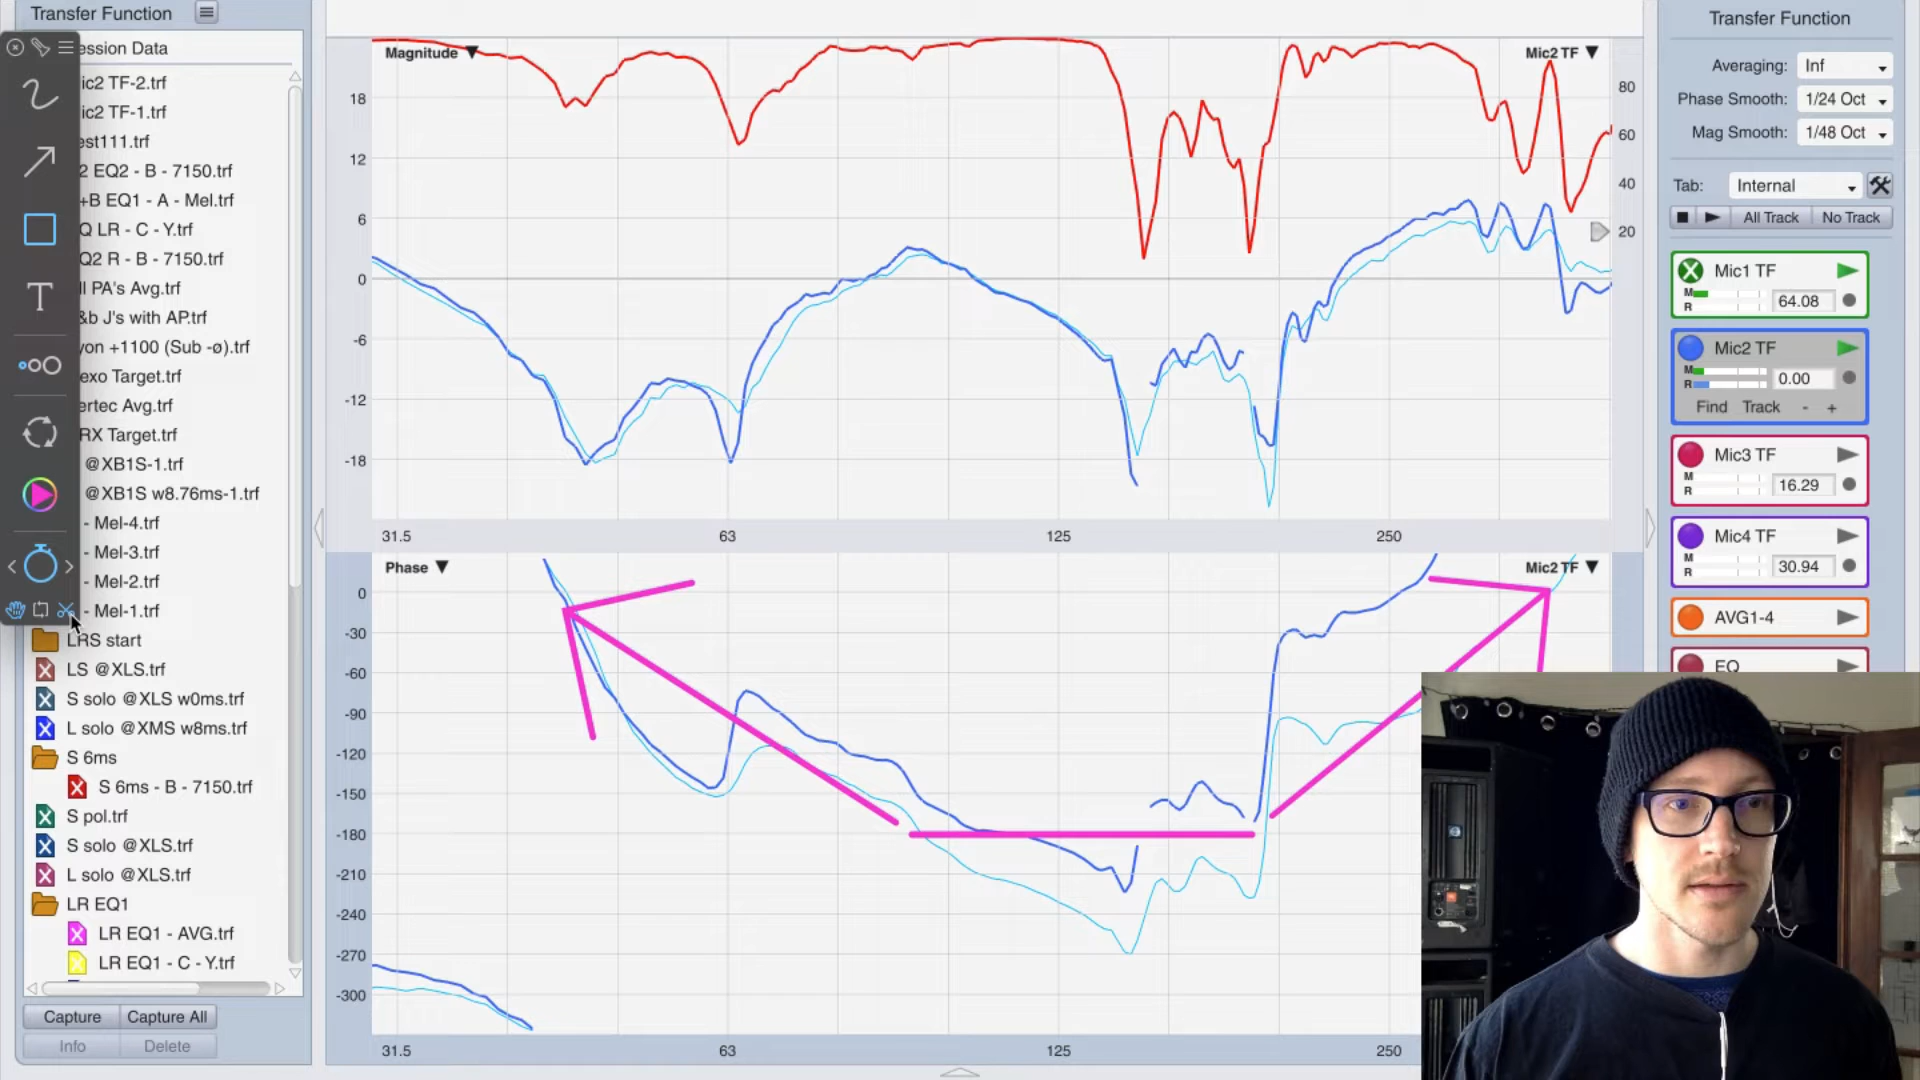 Transfer Function
ession Data
ic2 TF-2.trf
ic2 TF-1.trf
est111.trf
2 EQ2 - B - 7150.trf
+B EQ1 - A - Mel.trf
Q LR - C - Y.trf
Q2 R - B - 7150.trf
ll PA's Avg.trf
&b J's with AP.trf
yon +1100 (Sub -ø).trf
exo Target.trf
ertec Avg.trf
RX Target.trf
@XB1S-1.trf
@XB1S w8.76ms-1.trf
- Mel-4.trf
- Mel-3.trf
- Mel-2.trf
- Mel-1.trf
LRS start
LS @XLS.trf
S solo @XLS w0ms.trf
L solo @XMS w8ms.trf
S 6ms
S 6ms - B - 7150.trf
S pol.trf
S solo @XLS.trf
L solo @XLS.trf
LR EQ1
LR EQ1 - AVG.trf
LR EQ1 - C - Y.trf
Capture Capture All
Info Delete
T
Magnitude ▼ Mic2 TF ▼
18
12
6
0
-6
-12
-18
80
60
40
20
31.5 63 125 250
Phase ▼ Mic2 TF ▼
0
-30
-60
-90
-120
-150
-180
-210
-240
-270
-300
31.5 63 125 250
Transfer Function
Averaging: Inf
Phase Smooth: 1/24 Oct
Mag Smooth: 1/48 Oct
Tab: Internal
All Track No Track
Mic1 TF
M
R 64.08
Mic2 TF
M
R 0.00
Find Track - +
Mic3 TF
M
R 16.29
Mic4 TF
M
R 30.94
AVG1-4
EQ